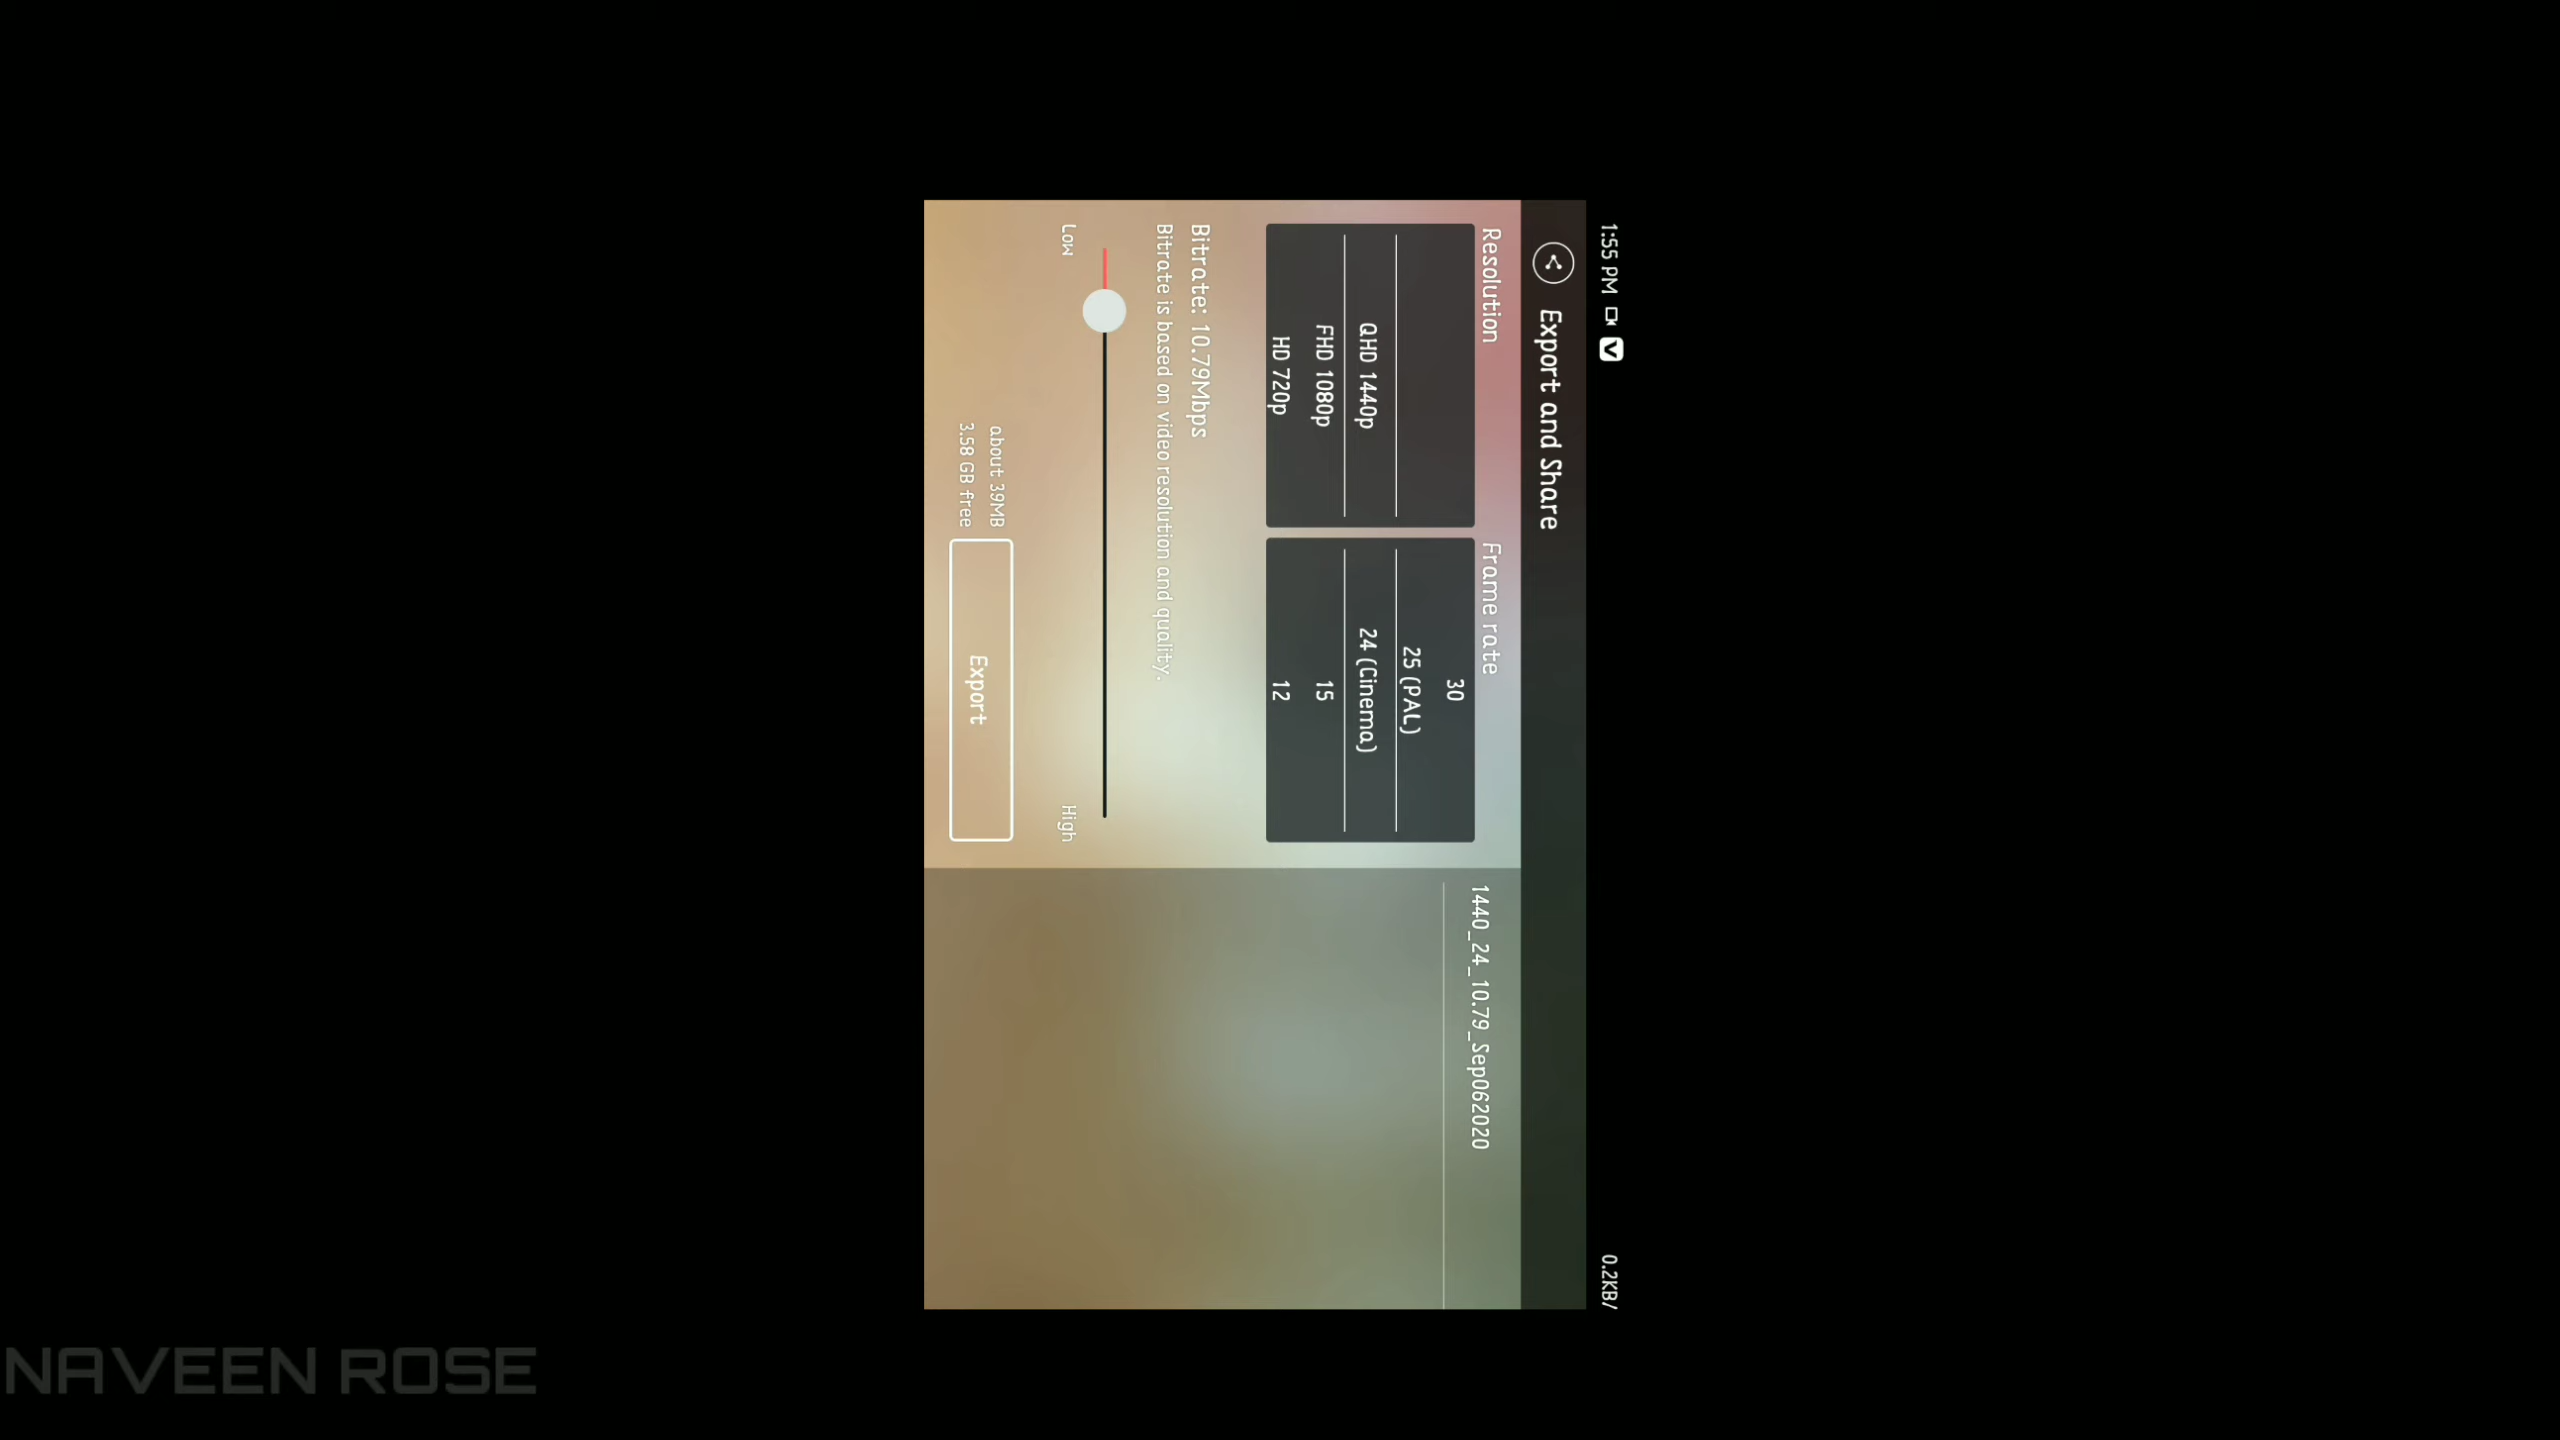 1:55 PM
0.2KB/
Export and Share
Resolution
QHD 1440p
FHD 1080p
HD 720p
Frame rate
30
25 (PAL)
24 (Cinema)
15
12
Bitrate: 10.79Mbps
Bitrate is based on video resolution and quality.
Low
High
about 39MB
3.58 GB free
Export
1440_24_10.79_Sep062020
NAVEEN ROSE